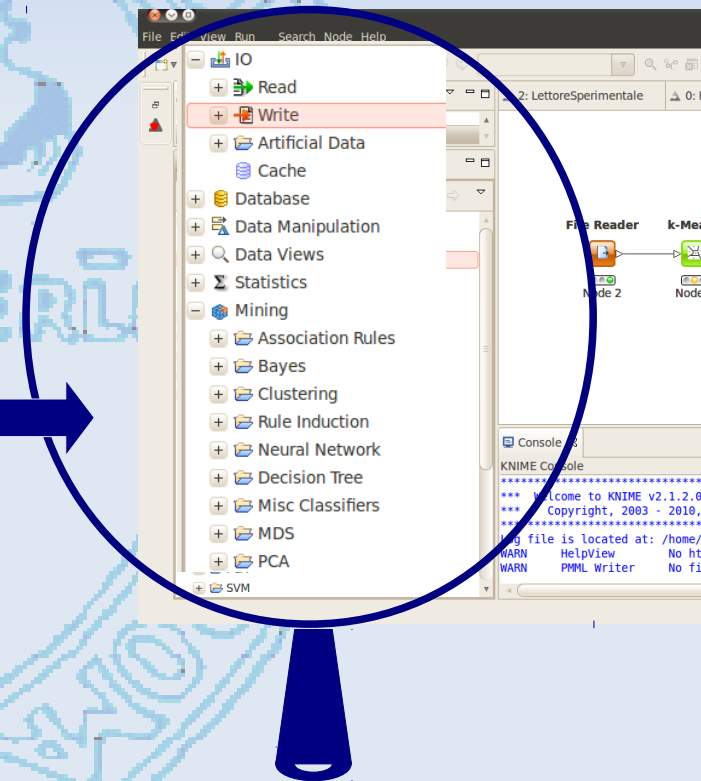 File Edit View Run Search Node Help
IO
Read
Write
Artificial Data
Cache
Database
Data Manipulation
Data Views
Statistics
Mining
Association Rules
Bayes
Clustering
Rule Induction
Neural Network
Decision Tree
Misc Classifiers
MDS
PCA
SVM
2: LettoreSperimentale
0:
File Reader
Node 2
Node
Console
KNIME Console
***********************
*** Welcome to KNIME v2.1.2.0
*** Copyright, 2003 - 2010,
***********************
Log file is located at: /home/
WARN HelpView No
WARN PMML Writer No